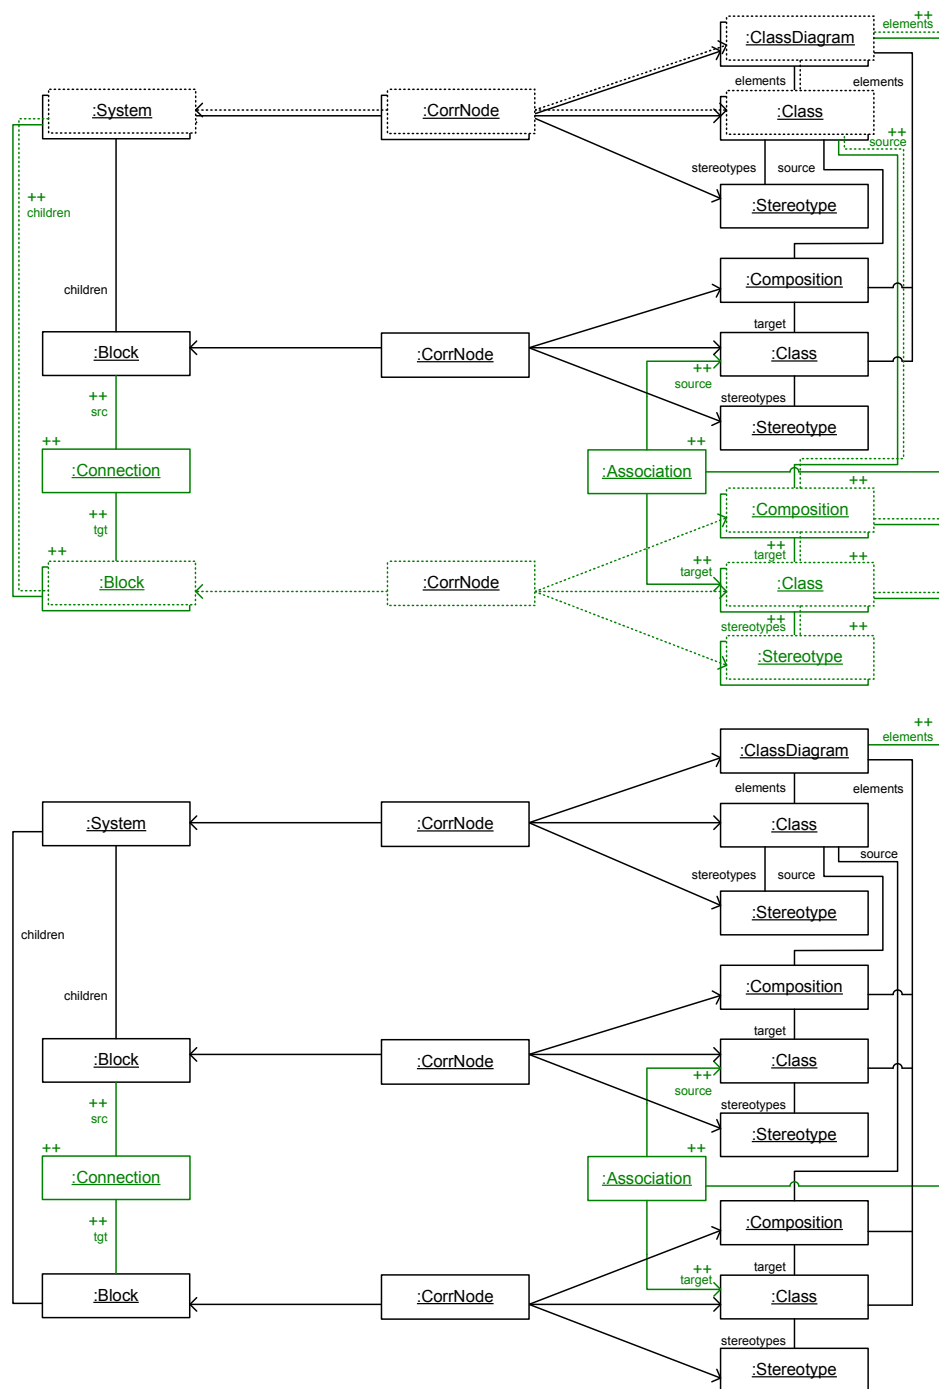 ++
elements
:ClassDiagram
elements
elements
:System
:CorrNode
:Class
++
source
++
children
stereotypes
source
:Stereotype
:Composition
children
target
:Block
:CorrNode
:Class
++
source
++
src
stereotypes
:Stereotype
++
:Connection
++
:Association
++
:Composition
++
tgt
++
target
++
:Block
:CorrNode
++
target
++
:Class
++
stereotypes
++
:Stereotype
++
elements
:ClassDiagram
elements
elements
:System
:CorrNode
:Class
source
stereotypes
source
:Stereotype
children
:Composition
children
target
:Block
:CorrNode
:Class
++
source
++
src
stereotypes
:Stereotype
++
:Connection
++
:Association
:Composition
++
tgt
target
++
target
:Block
:CorrNode
:Class
stereotypes
:Stereotype